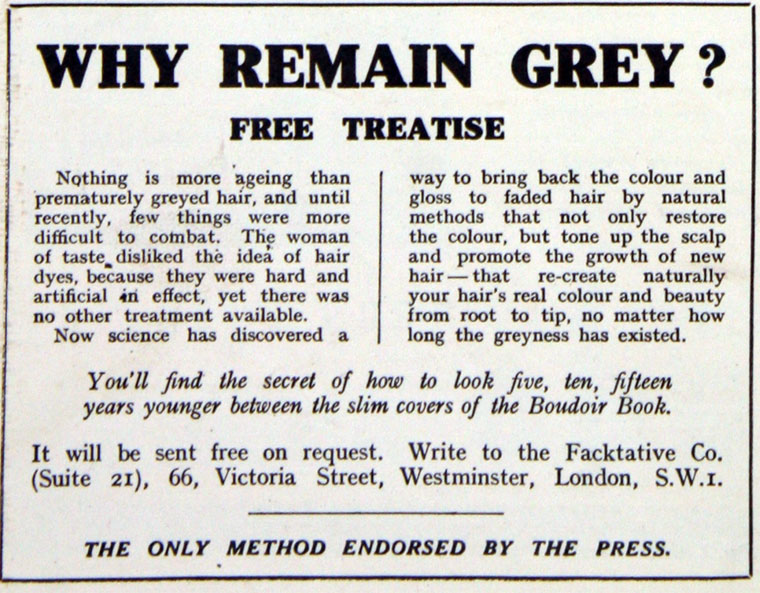 WHY REMAIN GREY?
FREE TREATISE
Nothing is more ageing than
prematurely greyed hair, and until
recently, few things were more
difficult to combat. The woman
of taste disliked the idea of hair
dyes, because they were hard and
artificial in effect, yet there was
no other treatment available.
Now science has discovered a
way to bring back the colour and
gloss to faded hair by natural
methods that not only restore
the colour, but tone up the scalp
and promote the growth of new
hair—that re-create naturally
your hair's real colour and beauty
from root to tip, no matter how
long the greyness has existed.
You'll find the secret of how to look five, ten, fifteen
years younger between the slim covers of the Boudoir Book.
It will be sent free on request. Write to the Facktative Co.
(Suite 21), 66, Victoria Street, Westminster, London, S.W.1.
THE ONLY METHOD ENDORSED BY THE PRESS.